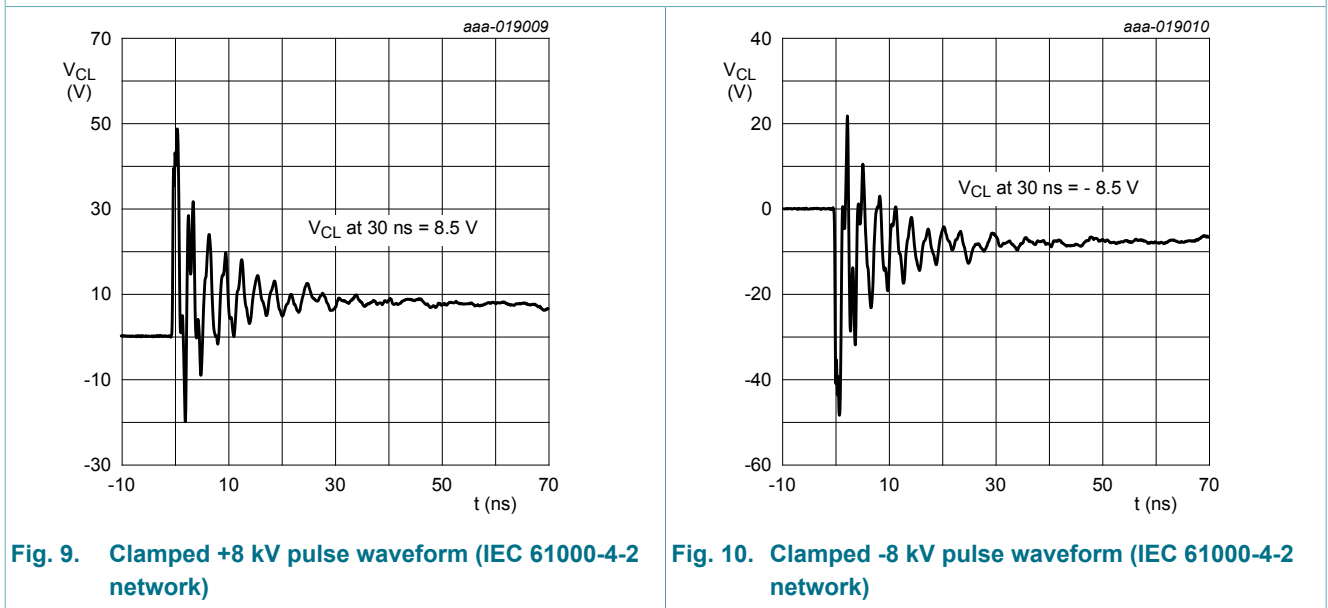 aaa-019009
70
V_CL
(V)
50
30
V_CL at 30 ns = 8.5 V
10
-10
-30
-10
10
30
50
70
t (ns)
Fig. 9. Clamped +8 kV pulse waveform (IEC 61000-4-2
network)
aaa-019010
40
V_CL
(V)
20
V_CL at 30 ns = - 8.5 V
0
-20
-40
-60
-10
10
30
50
70
t (ns)
Fig. 10. Clamped -8 kV pulse waveform (IEC 61000-4-2
network)